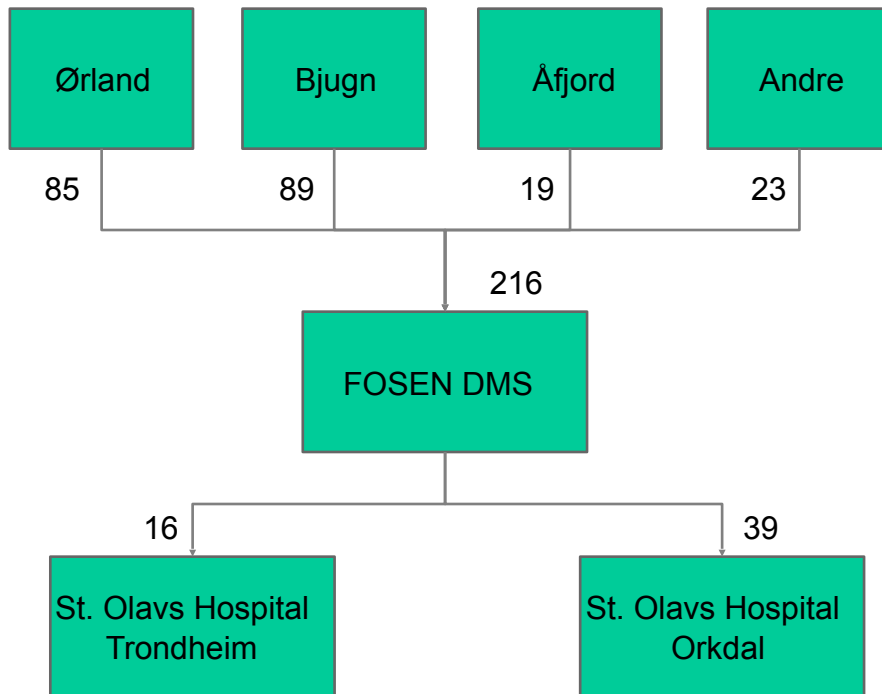 Ørland
Bjugn
Åfjord
Andre
85
89
19
23
216
FOSEN DMS
16
39
St. Olavs Hospital
Trondheim
St. Olavs Hospital
Orkdal